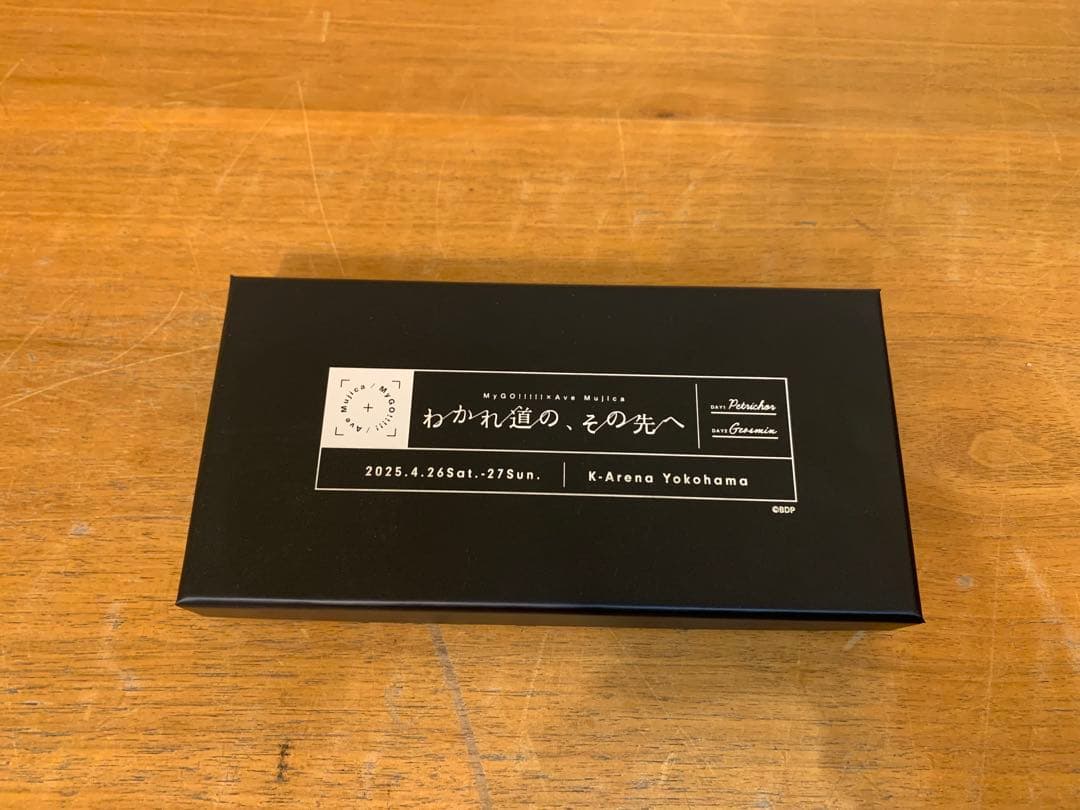 Ave Mujica / MyGO!!!!! /
MyGO!!!!!×Ave Mujica
わかれ道の、その先へ
DAY1 Petrichor
DAY2 Geosmin
2025.4.26Sat.-27Sun.
K-Arena Yokohama
©BDP